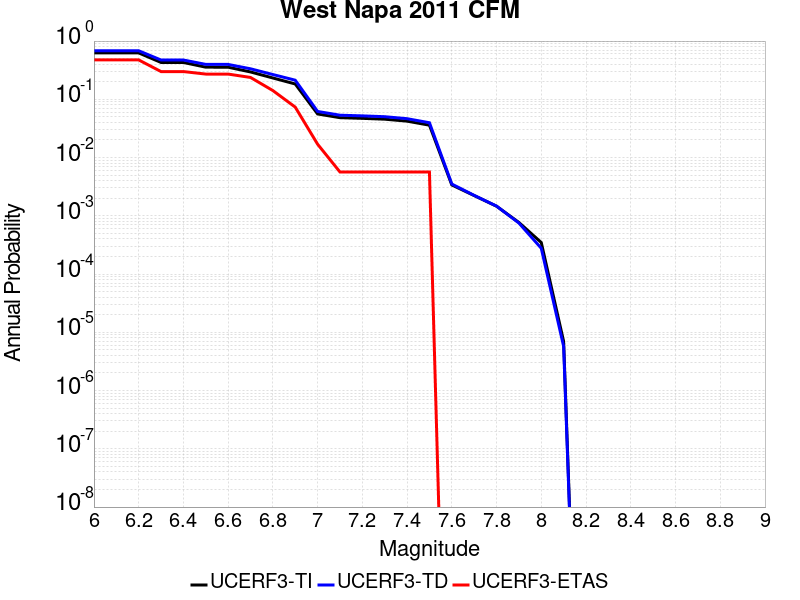 West Napa 2011 CFM
10^0
10^-1
10^-2
10^-3
10^-4
10^-5
10^-6
10^-7
10^-8
Annual Probability
6 6.2 6.4 6.6 6.8 7 7.2 7.4 7.6 7.8 8 8.2 8.4 8.6 8.8 9
Magnitude
UCERF3-TI UCERF3-TD UCERF3-ETAS